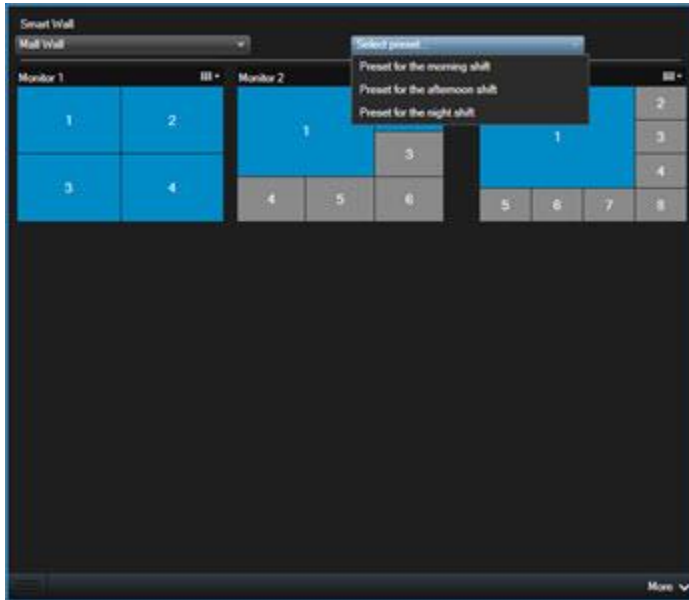 Smart Wall
Mall Wall
Select preset...
Preset for the morning shift
Preset for the afternoon shift
Preset for the night shift
Monitor 1
Monitor 2
1 2
3 4
1
3
4 5 6
1
2
3
4
5 6 7 8
More